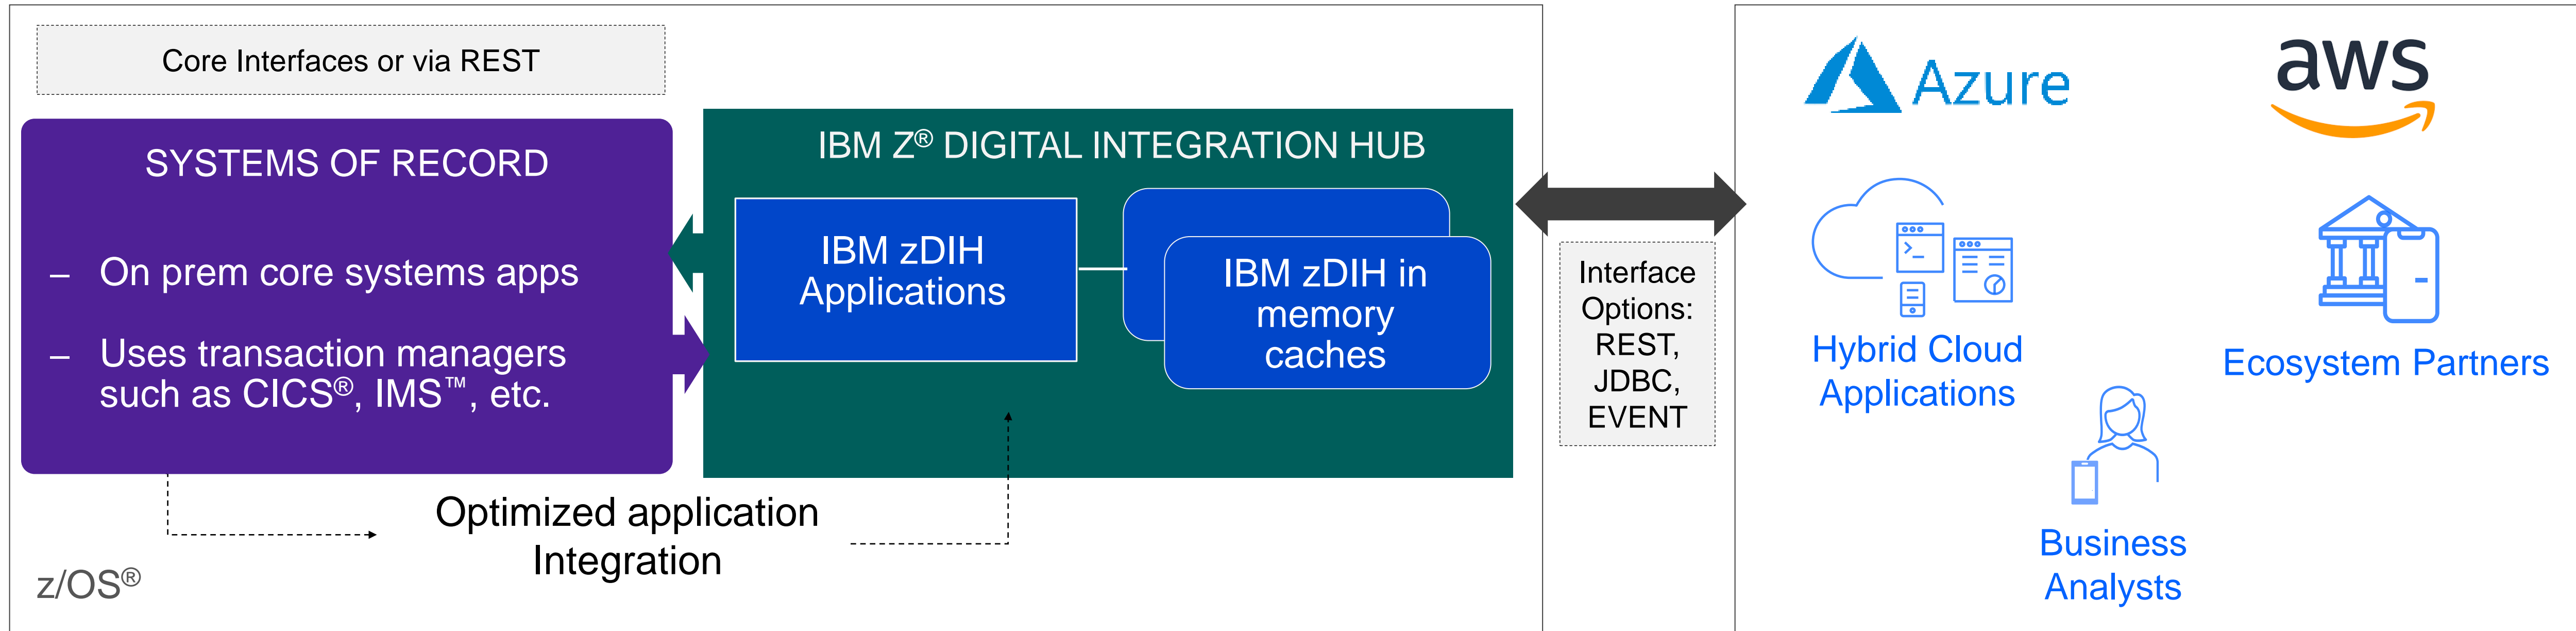 Core Interfaces or via REST
SYSTEMS OF RECORD
– On prem core systems apps
– Uses transaction managers
such as CICS®, IMS™, etc.
IBM Z® DIGITAL INTEGRATION HUB
IBM zDIH
Applications
IBM zDIH in
memory
caches
Optimized application
Integration
z/OS®
Interface
Options:
REST,
JDBC,
EVENT
Azure
aws
Hybrid Cloud
Applications
Ecosystem Partners
Business
Analysts